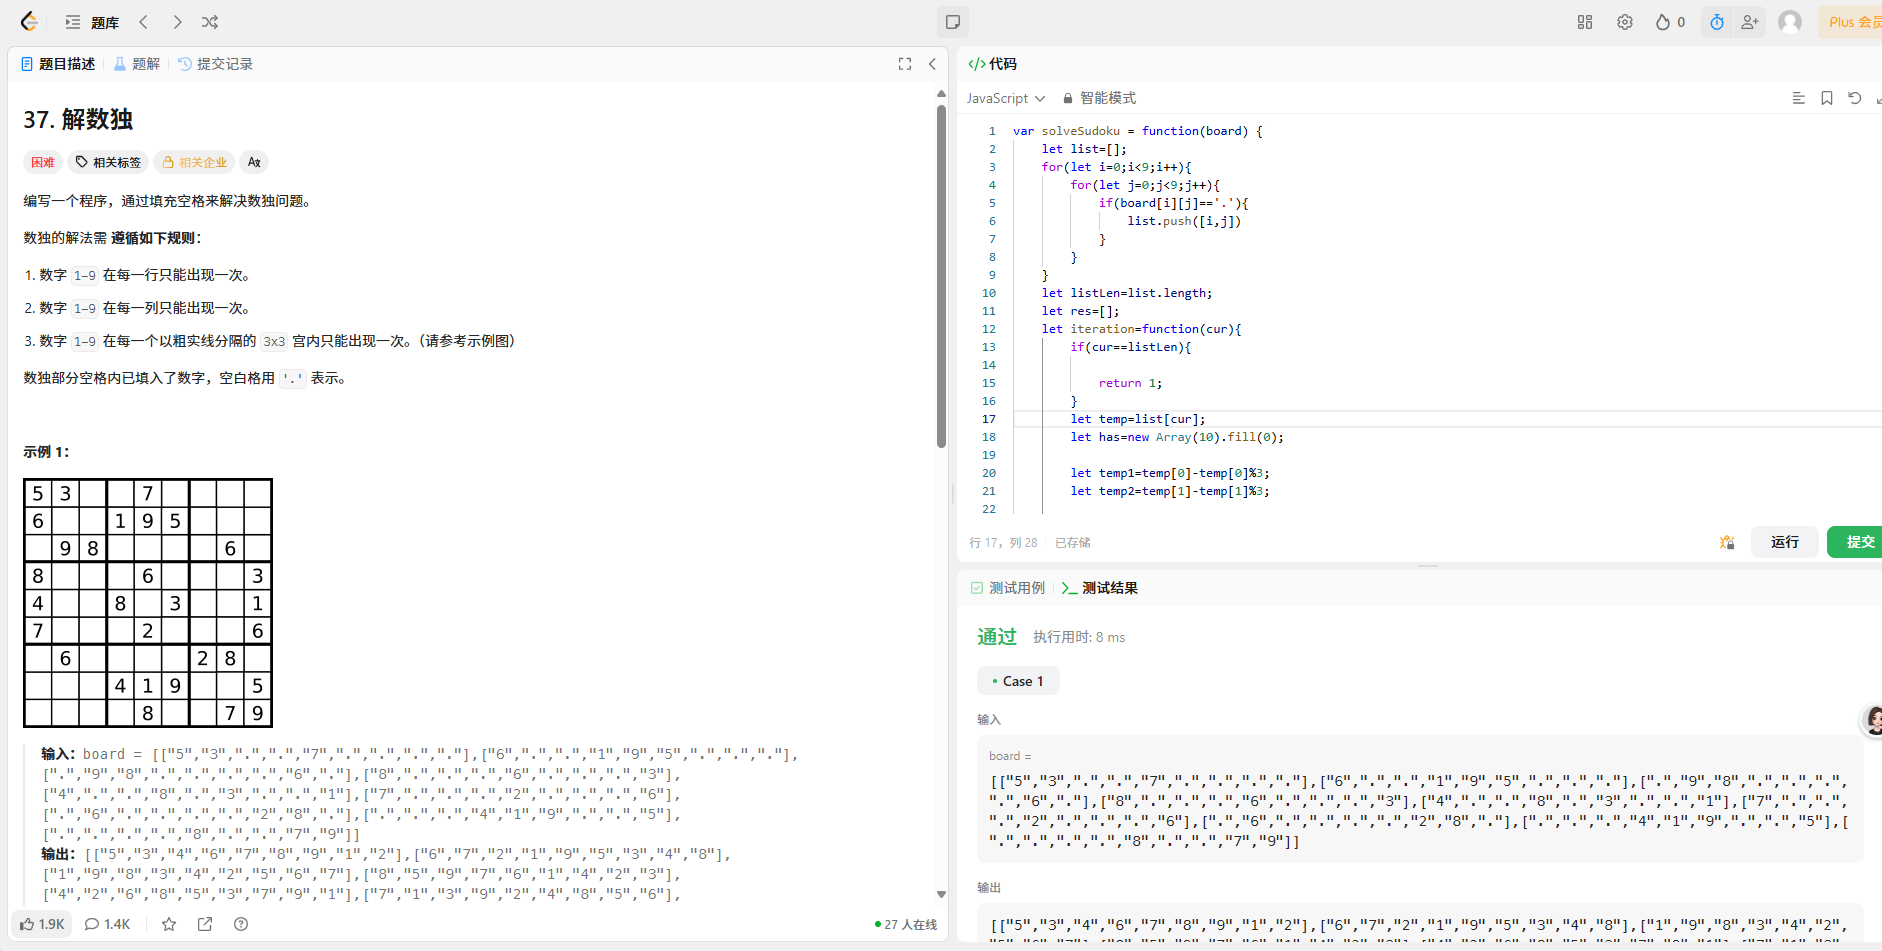 题库
0
Plus 会员
题目描述
题解
提交记录
37. 解数独
困难
相关标签
相关企业
编写一个程序，通过填充空格来解决数独问题。
数独的解法需 遵循如下规则：
1. 数字 1-9 在每一行只能出现一次。
2. 数字 1-9 在每一列只能出现一次。
3. 数字 1-9 在每一个以粗实线分隔的 3x3 宫内只能出现一次。（请参考示例图）
数独部分空格内已填入了数字，空白格用 '.' 表示。
示例 1：
5 3 7
6 1 9 5
9 8 6
8 6 3
4 8 3 1
7 2 6
6 2 8
4 1 9 5
8 7 9
输入：board = [["5","3",".",".","7",".",".",".","."],["6",".",".","1","9","5",".",".","."],
[".","9","8",".",".",".",".","6","."],["8",".",".",".","6",".",".",".","3"],
["4",".",".","8",".","3",".",".","1"],["7",".",".",".","2",".",".",".","6"],
[".","6",".",".",".",".","2","8","."],[".",".",".","4","1","9",".",".","5"],
[".",".",".",".","8",".",".","7","9"]]
输出：[["5","3","4","6","7","8","9","1","2"],["6","7","2","1","9","5","3","4","8"],
["1","9","8","3","4","2","5","6","7"],["8","5","9","7","6","1","4","2","3"],
["4","2","6","8","5","3","7","9","1"],["7","1","3","9","2","4","8","5","6"],
1.9K
1.4K
27 人在线
代码
JavaScript
智能模式
1 var solveSudoku = function(board) {
2 let list=[];
3 for(let i=0;i<9;i++){
4 for(let j=0;j<9;j++){
5 if(board[i][j]=='.'){
6 list.push([i,j])
7 }
8 }
9 }
10 let listLen=list.length;
11 let res=[];
12 let iteration=function(cur){
13 if(cur==listLen){
14
15 return 1;
16 }
17 let temp=list[cur];
18 let has=new Array(10).fill(0);
19
20 let temp1=temp[0]-temp[0]%3;
21 let temp2=temp[1]-temp[1]%3;
22
行 17，列 28
已存储
运行
提交
测试用例
测试结果
通过
执行用时: 8 ms
Case 1
输入
board =
[["5","3",".",".","7",".",".",".","."],["6",".",".","1","9","5",".",".","."],[".","9","8",".",".",".",
".","6","."],["8",".",".",".","6",".",".",".","3"],["4",".",".","8",".","3",".",".","1"],["7",".",".",
".","2",".",".",".","6"],[".","6",".",".",".",".","2","8","."],[".",".",".","4","1","9",".",".","5"],[
".",".",".",".","8",".",".","7","9"]]
输出
[["5","3","4","6","7","8","9","1","2"],["6","7","2","1","9","5","3","4","8"],["1","9","8","3","4","2",